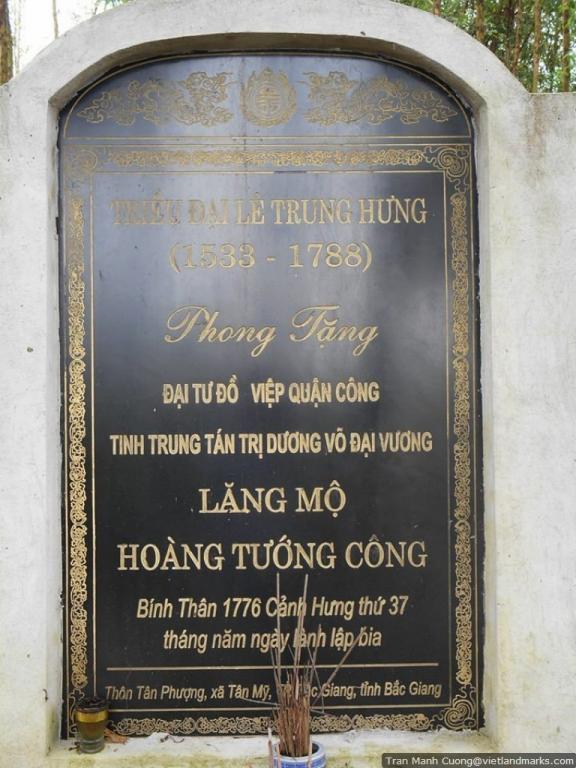 TRIỀU ĐẠI LÊ TRUNG HƯNG
(1533 - 1788)
Phong Tặng
ĐẠI TƯ ĐỒ VIỆP QUẬN CÔNG
TINH TRUNG TÁN TRỊ DƯƠNG VÕ ĐẠI VƯƠNG
LĂNG MỘ
HOÀNG TƯỚNG CÔNG
Bính Thân 1776 Cảnh Hưng thứ 37
tháng năm ngày lành lập bia
Thôn Tân Phượng, xã Tân Mỹ, Giang, tỉnh Bắc Giang
Tran Manh Cuong@vietlandmarks.com